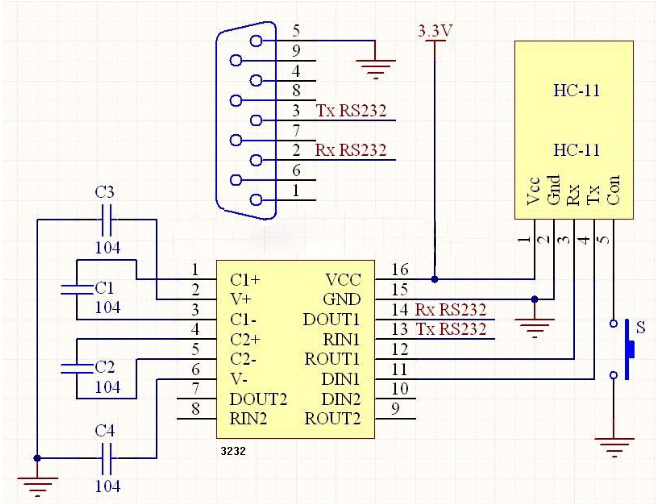 5
9
4
8
3 Tx RS232
7
2 Rx RS232
6
1
3.3V
HC-11
HC-11
Vcc
Gnd
Rx
Tx
Con
1
2
3
4
5
C3
104
C1
104
C2
104
C4
104
1 C1+ VCC 16
2 V+ GND 15
3 C1- DOUT1 14 Rx RS232
4 C2+ RIN1 13 Tx RS232
5 C2- ROUT1 12
6 V- DIN1 11
7 DOUT2 DIN2 10
8 RIN2 ROUT2 9
3232
S